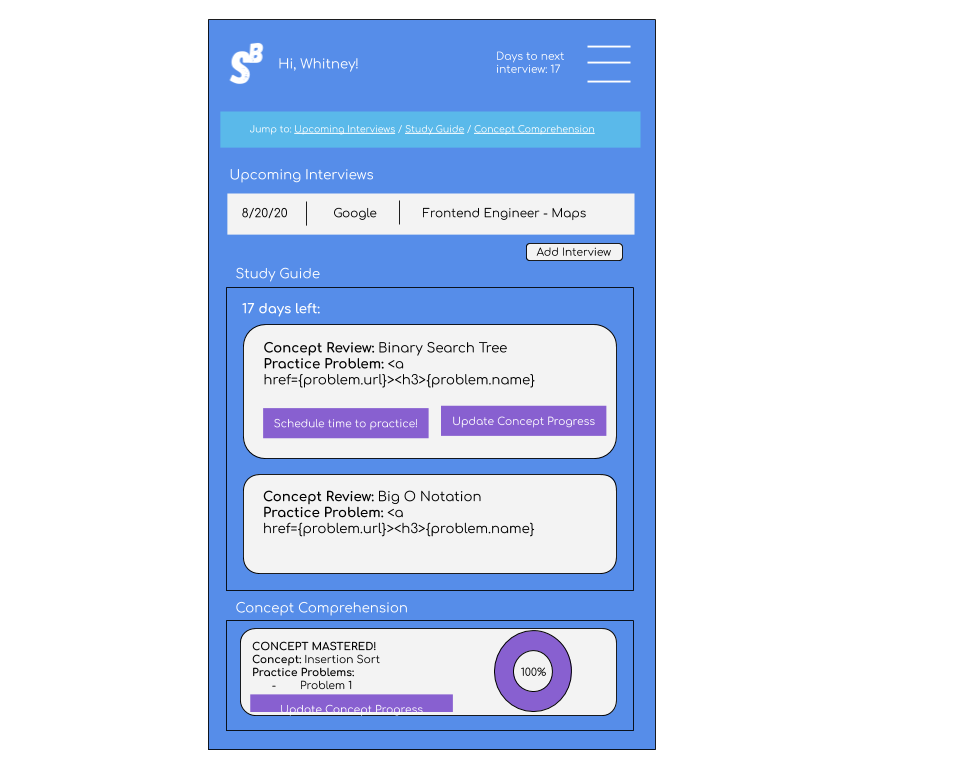 SB
Hi, Whitney!
Days to next
interview: 17
Jump to: Upcoming Interviews / Study Guide / Concept Comprehension
Upcoming Interviews
8/20/20 Google Frontend Engineer - Maps
Add Interview
Study Guide
17 days left:
Concept Review: Binary Search Tree
Practice Problem: <a
href={problem.url}><h3>{problem.name}
Schedule time to practice! Update Concept Progress
Concept Review: Big O Notation
Practice Problem: <a
href={problem.url}><h3>{problem.name}
Concept Comprehension
CONCEPT MASTERED!
Concept: Insertion Sort
Practice Problems:
- Problem 1
100%
Update Concept Progress